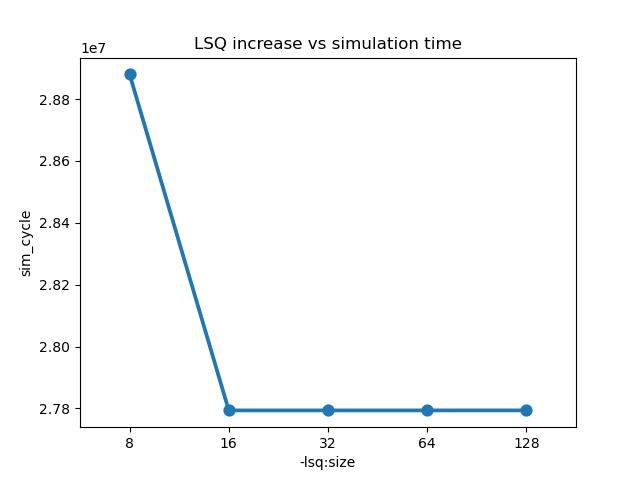 LSQ increase vs simulation time
1e7
2.88
2.86
2.84
2.82
2.80
2.78
sim_cycle
8 16 32 64 128
-lsq:size